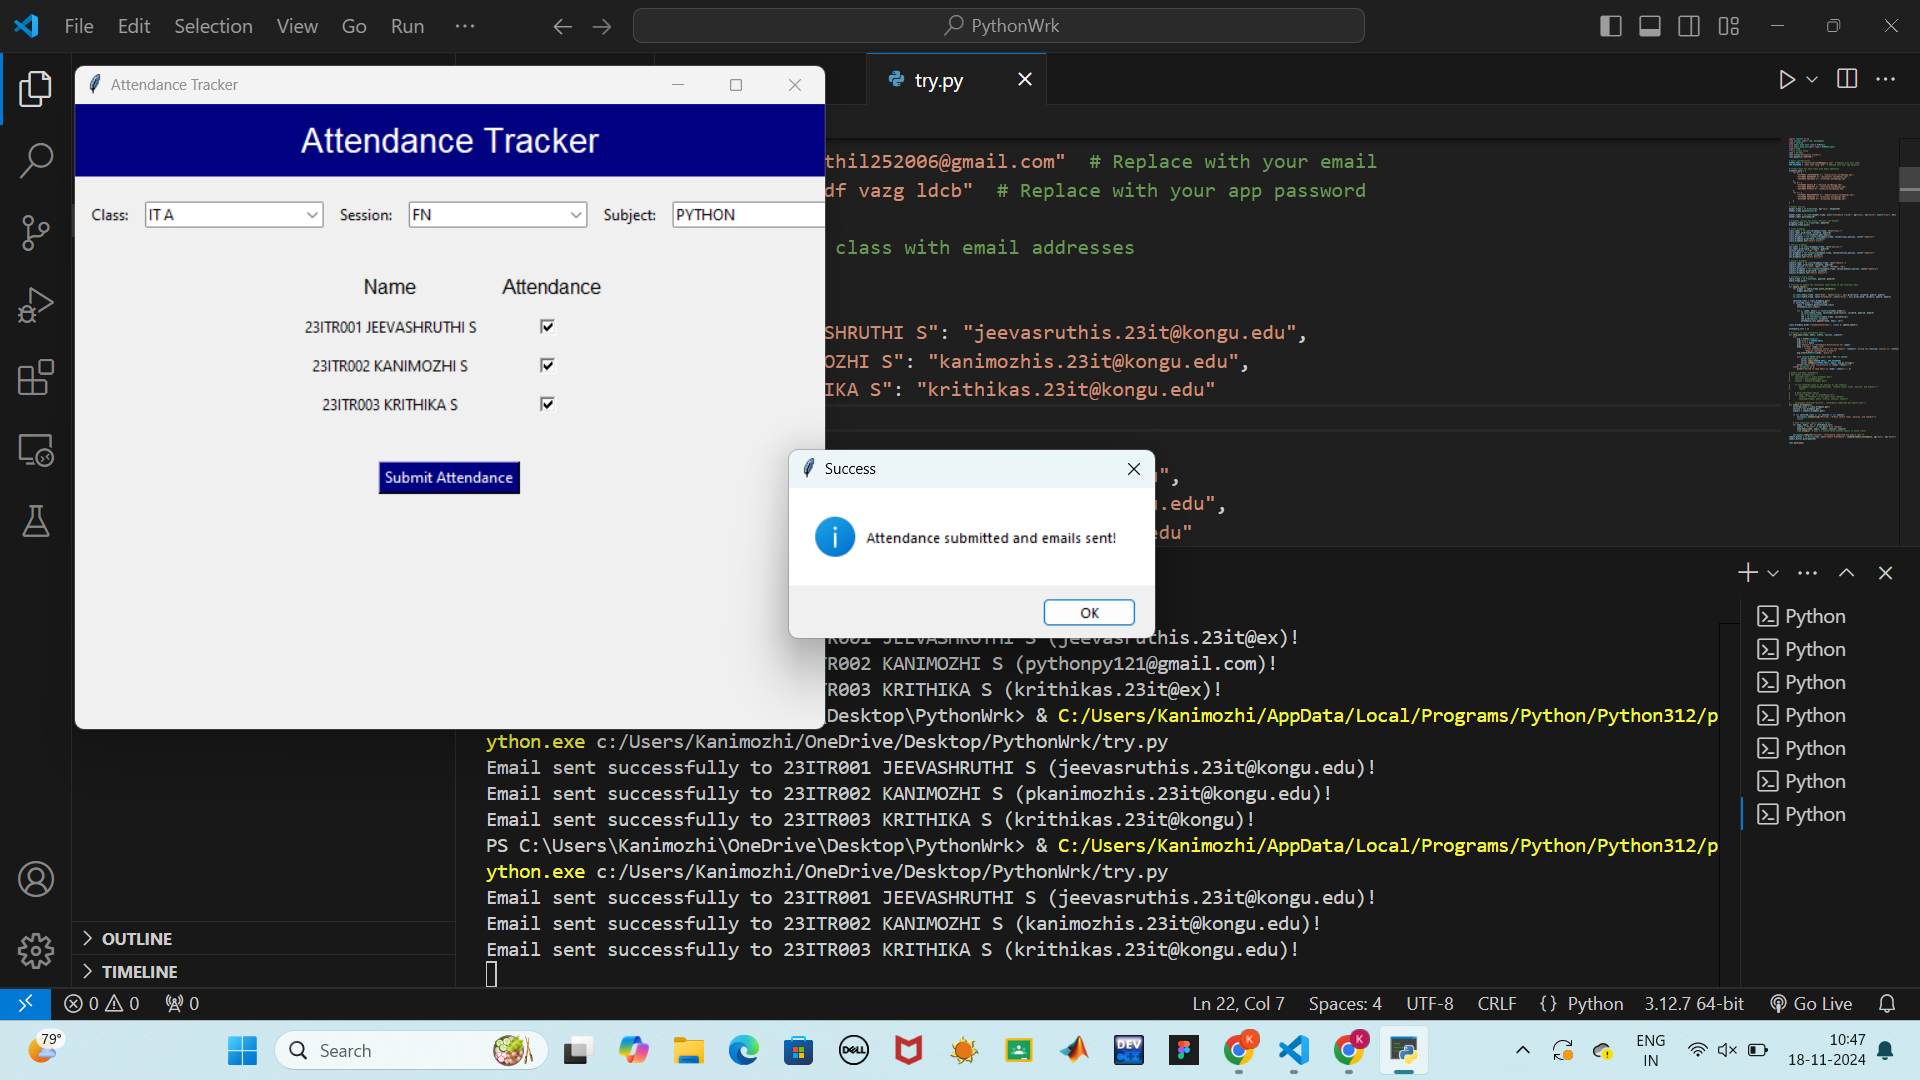 File Edit Selection View Go Run ···
PythonWrk
try.py
Attendance Tracker
Attendance Tracker
Class: IT A Session: FN Subject: PYTHON
Name Attendance
23ITR001 JEEVASHRUTHI S
23ITR002 KANIMOZHI S
23ITR003 KRITHIKA S
Submit Attendance
thil252006@gmail.com" # Replace with your email
df vazg ldcb" # Replace with your app password
class with email addresses
SHRUTHI S": "jeevasruthis.23it@kongu.edu",
OZHI S": "kanimozhis.23it@kongu.edu",
IKA S": "krithikas.23it@kongu.edu"
",
.edu",
edu"
Success
Attendance submitted and emails sent!
OK
TR001 JEEVASHRUTHI S (jeevasruthis.23it@ex)!
TR002 KANIMOZHI S (pythonpy121@gmail.com)!
TR003 KRITHIKA S (krithikas.23it@ex)!
Desktop\PythonWrk> & C:/Users/Kanimozhi/AppData/Local/Programs/Python/Python312/p
ython.exe c:/Users/Kanimozhi/OneDrive/Desktop/PythonWrk/try.py
Email sent successfully to 23ITR001 JEEVASHRUTHI S (jeevasruthis.23it@kongu.edu)!
Email sent successfully to 23ITR002 KANIMOZHI S (pkanimozhis.23it@kongu.edu)!
Email sent successfully to 23ITR003 KRITHIKA S (krithikas.23it@kongu)!
PS C:\Users\Kanimozhi\OneDrive\Desktop\PythonWrk> & C:/Users/Kanimozhi/AppData/Local/Programs/Python/Python312/p
ython.exe c:/Users/Kanimozhi/OneDrive/Desktop/PythonWrk/try.py
Email sent successfully to 23ITR001 JEEVASHRUTHI S (jeevasruthis.23it@kongu.edu)!
Email sent successfully to 23ITR002 KANIMOZHI S (kanimozhis.23it@kongu.edu)!
Email sent successfully to 23ITR003 KRITHIKA S (krithikas.23it@kongu.edu)!
Python
Python
Python
Python
Python
Python
Python
OUTLINE
TIMELINE
0 0 0
Ln 22, Col 7 Spaces: 4 UTF-8 CRLF {} Python 3.12.7 64-bit Go Live
79°
Search
DELL
DEV
K
K
ENG
IN
10:47
18-11-2024